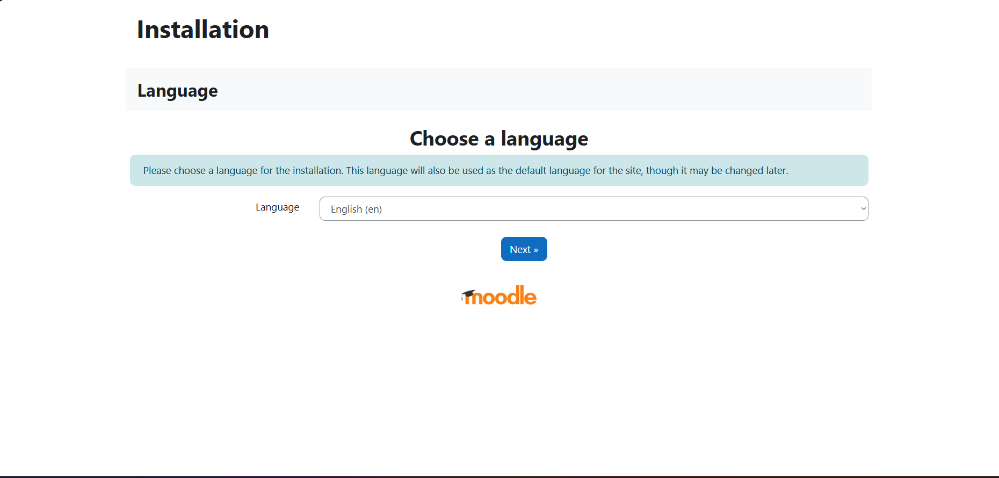 Installation
Language
Choose a language
Please choose a language for the installation. This language will also be used as the default language for the site, though it may be changed later.
Language
English (en)
Next »
moodle